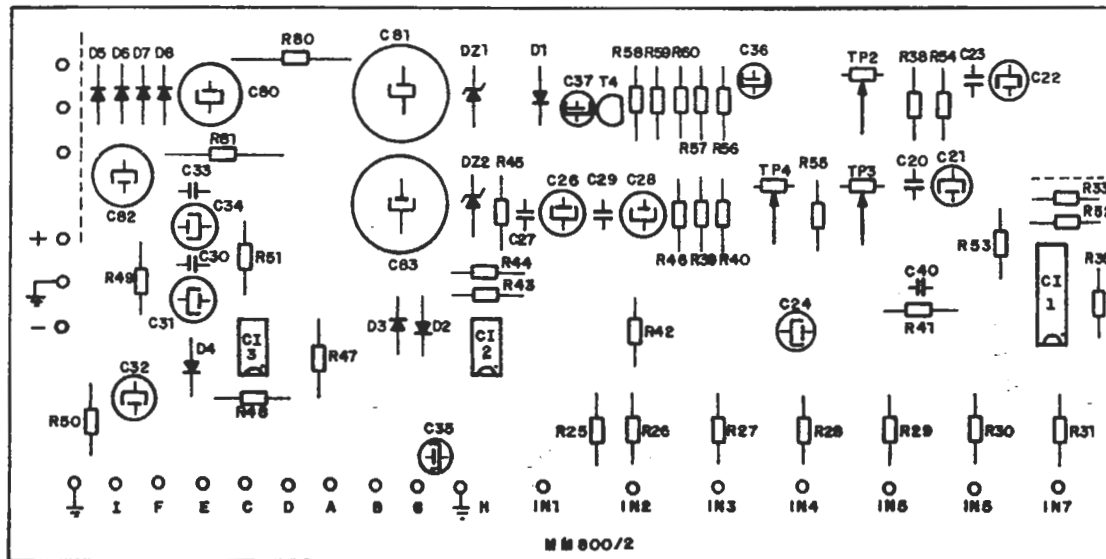 D5 D6 D7 D8 R80 C81 DZ1 D1 R58 R59 R60 C36 TP2 R38 R54 C23
C80 C37 T4 C22
R81 R57 R56
C33 DZ2 R45 C26 C29 C28 TP4 R55 TP3 C20 C21
C34 R33
C82 C27 R52
+ C30 R51 C83 R46 R39 R40 R53
R49 R44 C40 CI 1
R43
C31 D3 D2 C24 R41
– D4 CI 3 R47 CI 2 R42
C32
R50 R48 C35 R25 R26 R27 R28 R29 R30 R31
I F E C D A B G H IN1 IN2 IN3 IN4 IN5 IN6 IN7
MM800/2